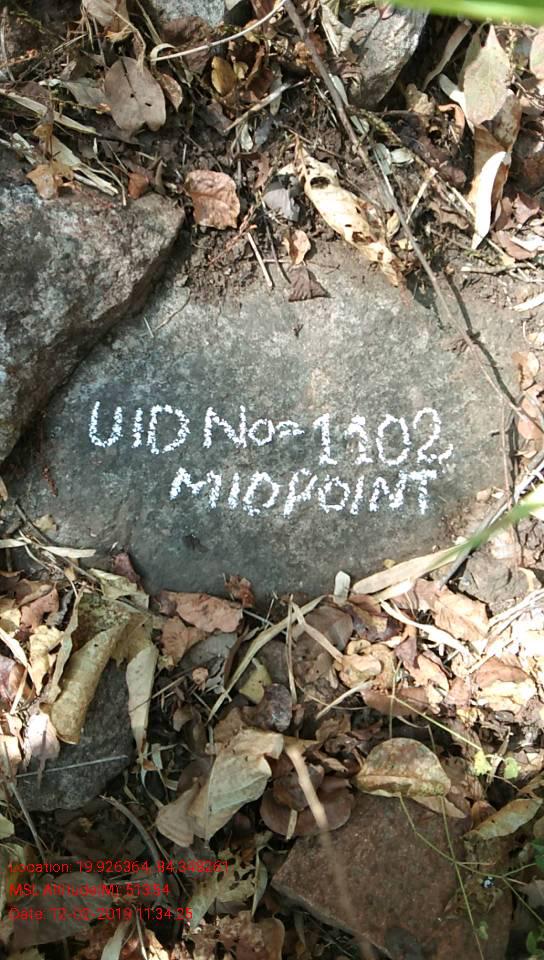 UID No= 1102
MIDPOINT
Location: 19.926364, 84.348261
MSL Altitude(M): 513.54
Date: 12-02-2019 11:34:25